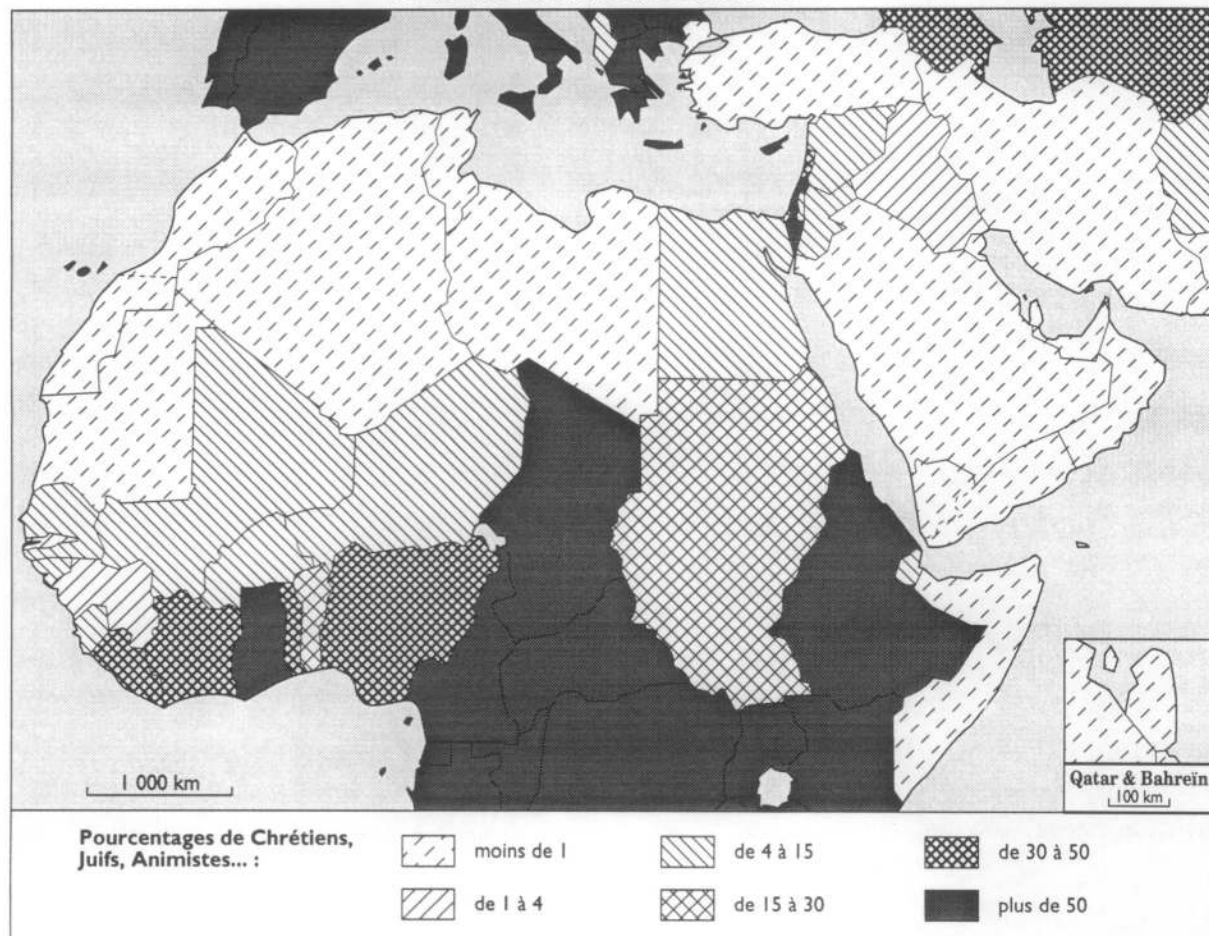 1 000 km
Qatar & Bahreïn
100 km
Pourcentages de Chrétiens,
Juifs, Animistes... :
moins de 1
de 4 à 15
de 30 à 50
de 1 à 4
de 15 à 30
plus de 50